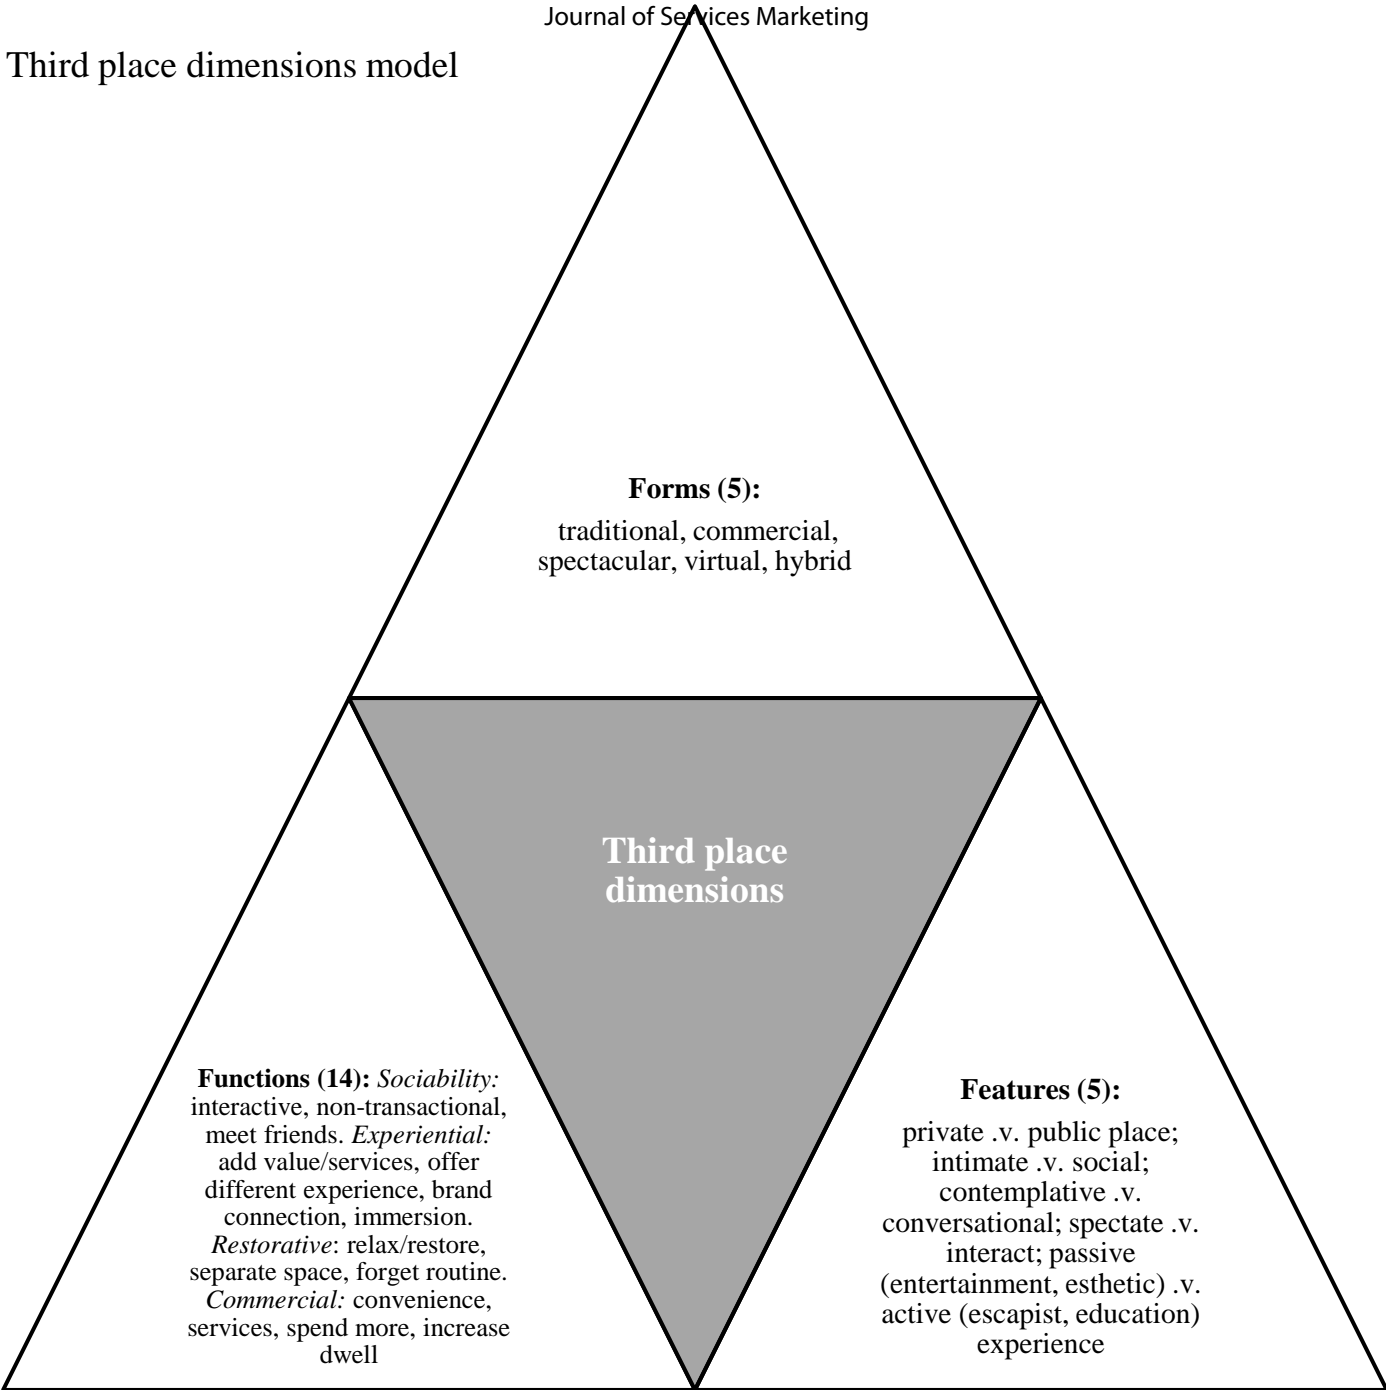 Journal of Services Marketing
Third place dimensions model
Forms (5):
traditional, commercial,
spectacular, virtual, hybrid
Third place
dimensions
Functions (14): Sociability:
interactive, non-transactional,
meet friends. Experiential:
add value/services, offer
different experience, brand
connection, immersion.
Restorative: relax/restore,
separate space, forget routine.
Commercial: convenience,
services, spend more, increase
dwell
Features (5):
private .v. public place;
intimate .v. social;
contemplative .v.
conversational; spectate .v.
interact; passive
(entertainment, esthetic) .v.
active (escapist, education)
experience